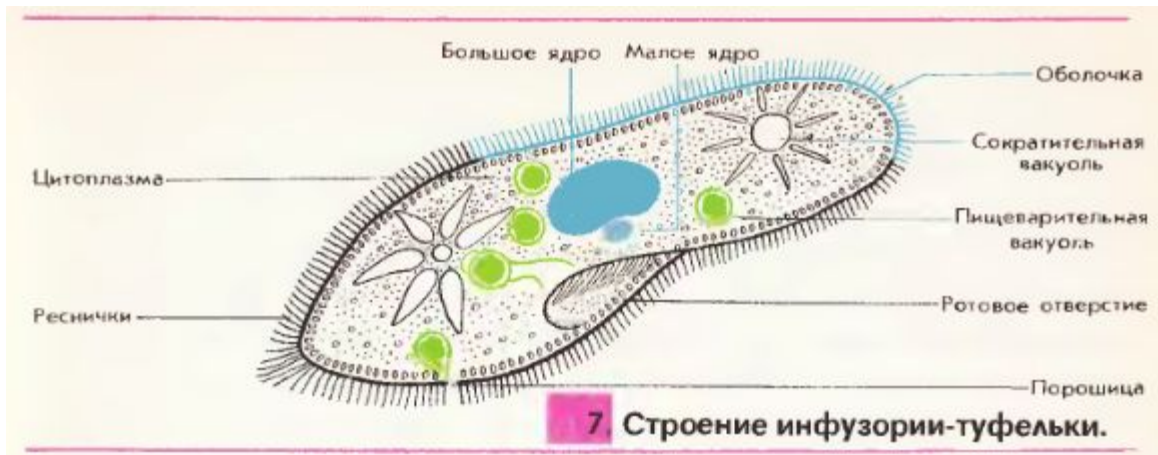 Большое ядро
Малое ядро
Оболочка
Сократительная
вакуоль
Цитоплазма
Пищеварительная
вакуоль
Ротовое отверстие
Реснички
Порошица
7. Строение инфузории-туфельки.